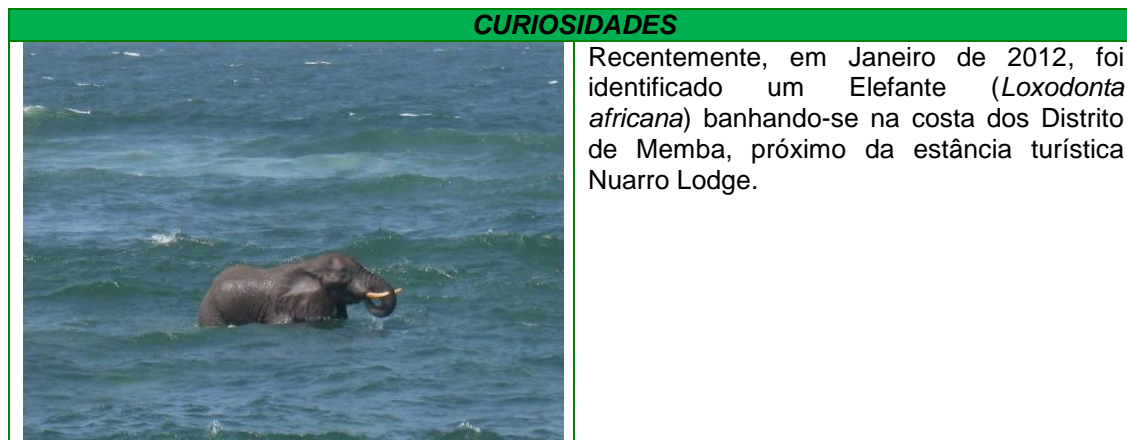 CURIOSIDADES
Recentemente, em Janeiro de 2012, foi
identificado um Elefante (Loxodonta
africana) banhando-se na costa dos Distrito
de Memba, próximo da estância turística
Nuarro Lodge.